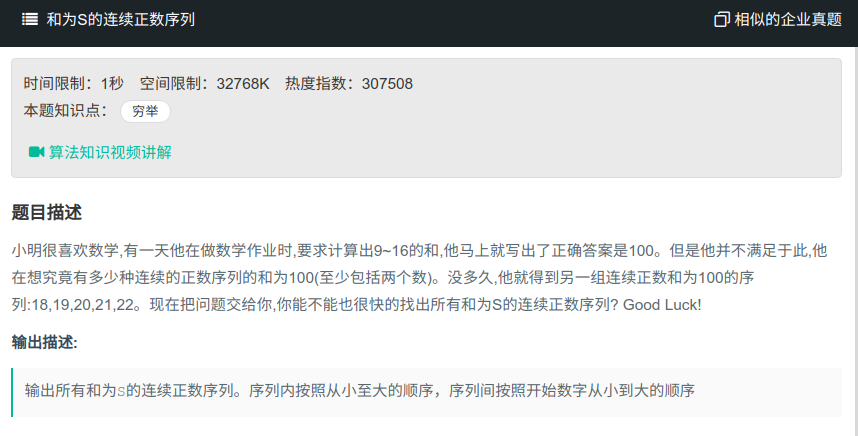 和为S的连续正数序列 相似的企业真题
时间限制：1秒 空间限制：32768K 热度指数：307508
本题知识点： 穷举
算法知识视频讲解
题目描述
小明很喜欢数学,有一天他在做数学作业时,要求计算出9~16的和,他马上就写出了正确答案是100。但是他并不满足于此,他
在想究竟有多少种连续的正数序列的和为100(至少包括两个数)。没多久,他就得到另一组连续正数和为100的序
列:18,19,20,21,22。现在把问题交给你,你能不能也很快的找出所有和为S的连续正数序列? Good Luck!
输出描述:
输出所有和为S的连续正数序列。序列内按照从小至大的顺序，序列间按照开始数字从小到大的顺序